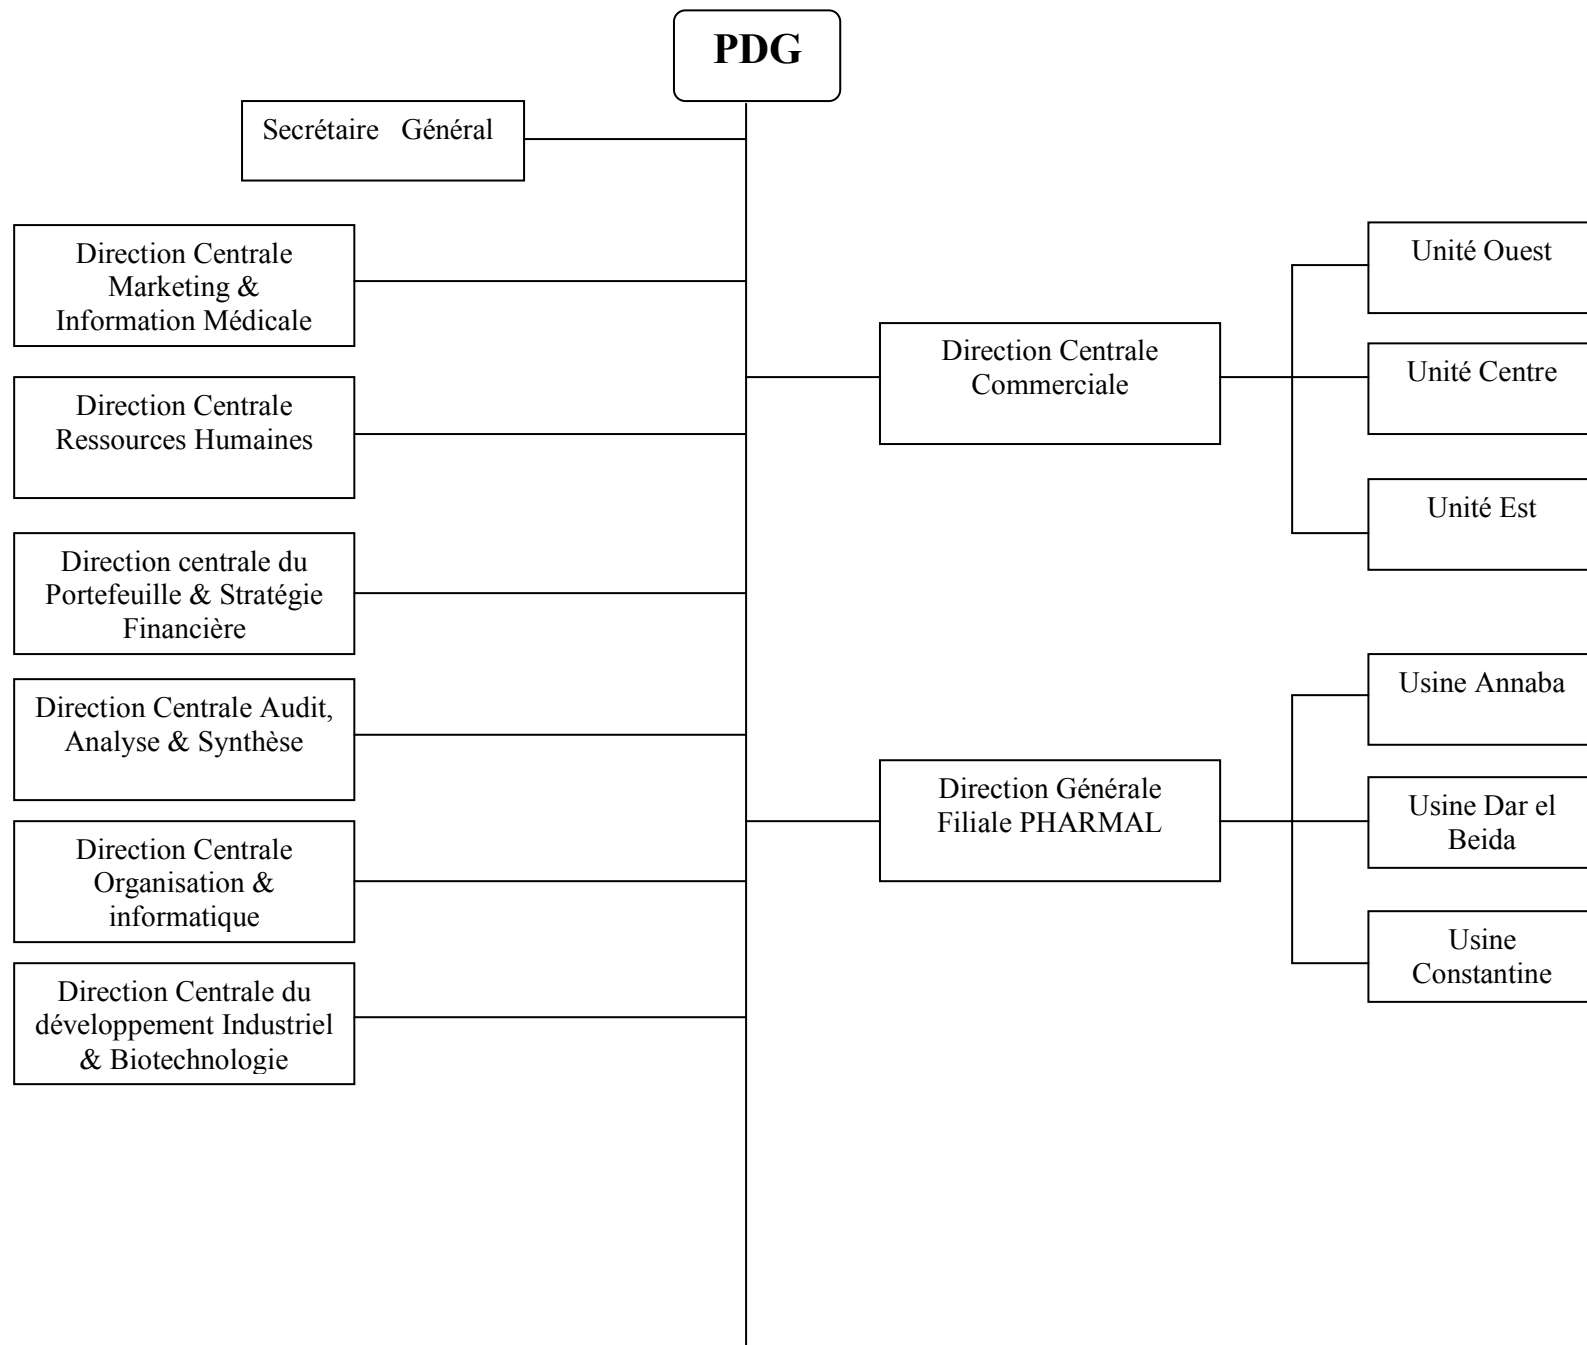 PDG
Secrétaire Général
Direction Centrale
Marketing &
Information Médicale
Direction Centrale
Ressources Humaines
Direction centrale du
Portefeuille & Stratégie
Financière
Direction Centrale Audit,
Analyse & Synthèse
Direction Centrale
Organisation &
informatique
Direction Centrale du
développement Industriel
& Biotechnologie
Direction Centrale
Commerciale
Unité Ouest
Unité Centre
Unité Est
Direction Générale
Filiale PHARMAL
Usine Annaba
Usine Dar el
Beida
Usine
Constantine